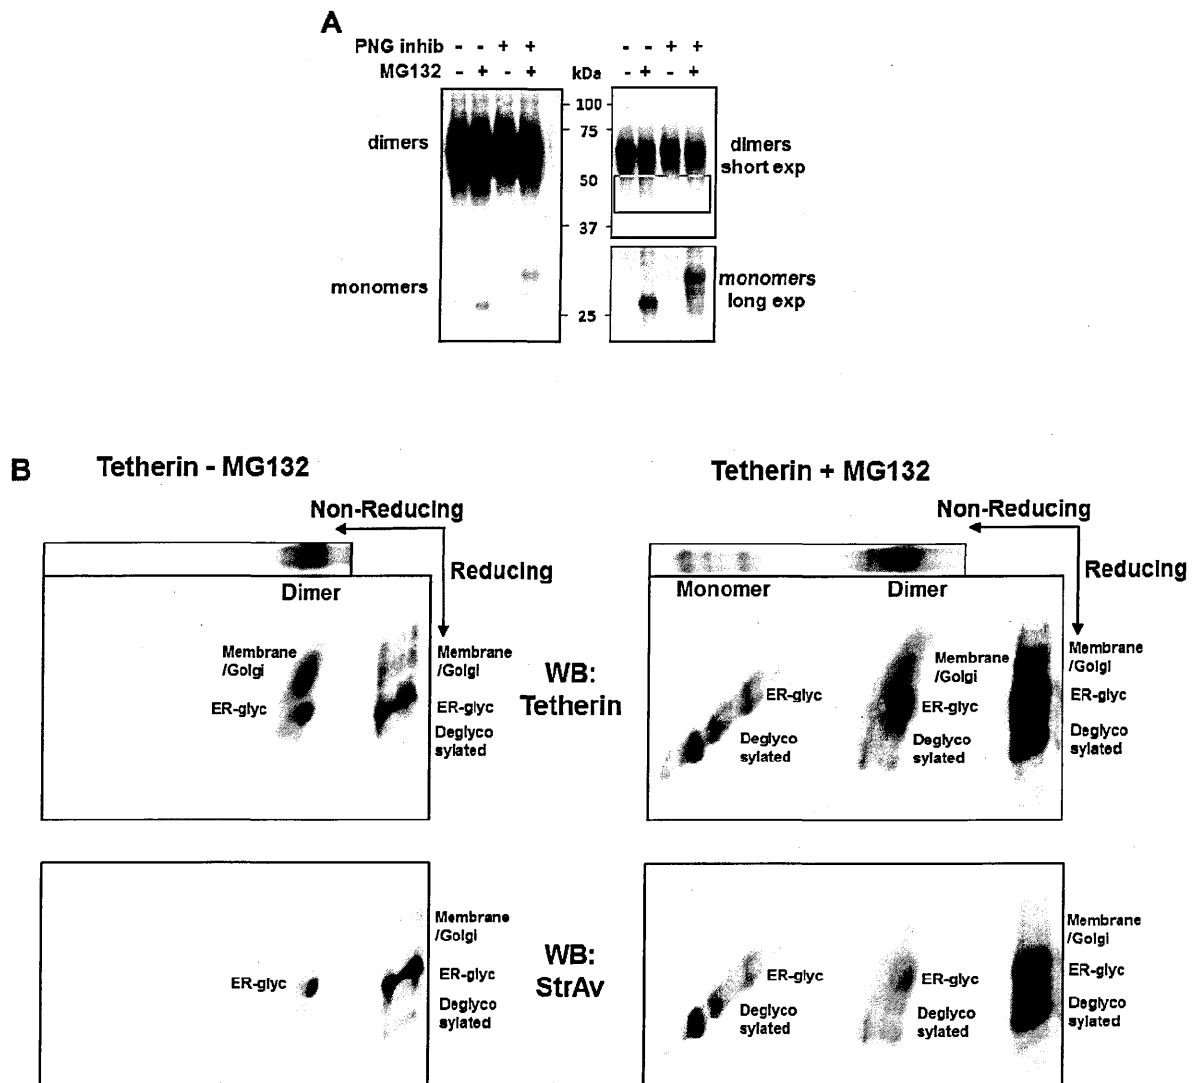 A
PNG inhib - - + + - - + +
MG132 - + - + kDa - + - +
100
75
dimers
dimers
short exp
50
37
monomers
monomers
long exp
25
B
Tetherin - MG132
Tetherin + MG132
Non-Reducing
Non-Reducing
Reducing
Reducing
Dimer
Monomer
Dimer
Membrane
/Golgi
ER-glyc
Membrane
/Golgi
ER-glyc
Deglyco
sylated
WB:
Tetherin
ER-glyc
Deglyco
sylated
Membrane
/Golgi
ER-glyc
Deglyco
sylated
Membrane
/Golgi
ER-glyc
Deglyco
sylated
ER-glyc
Membrane
/Golgi
ER-glyc
Deglyco
sylated
WB:
StrAv
ER-glyc
Deglyco
sylated
ER-glyc
Deglyco
sylated
Membrane
/Golgi
ER-glyc
Deglyco
sylated